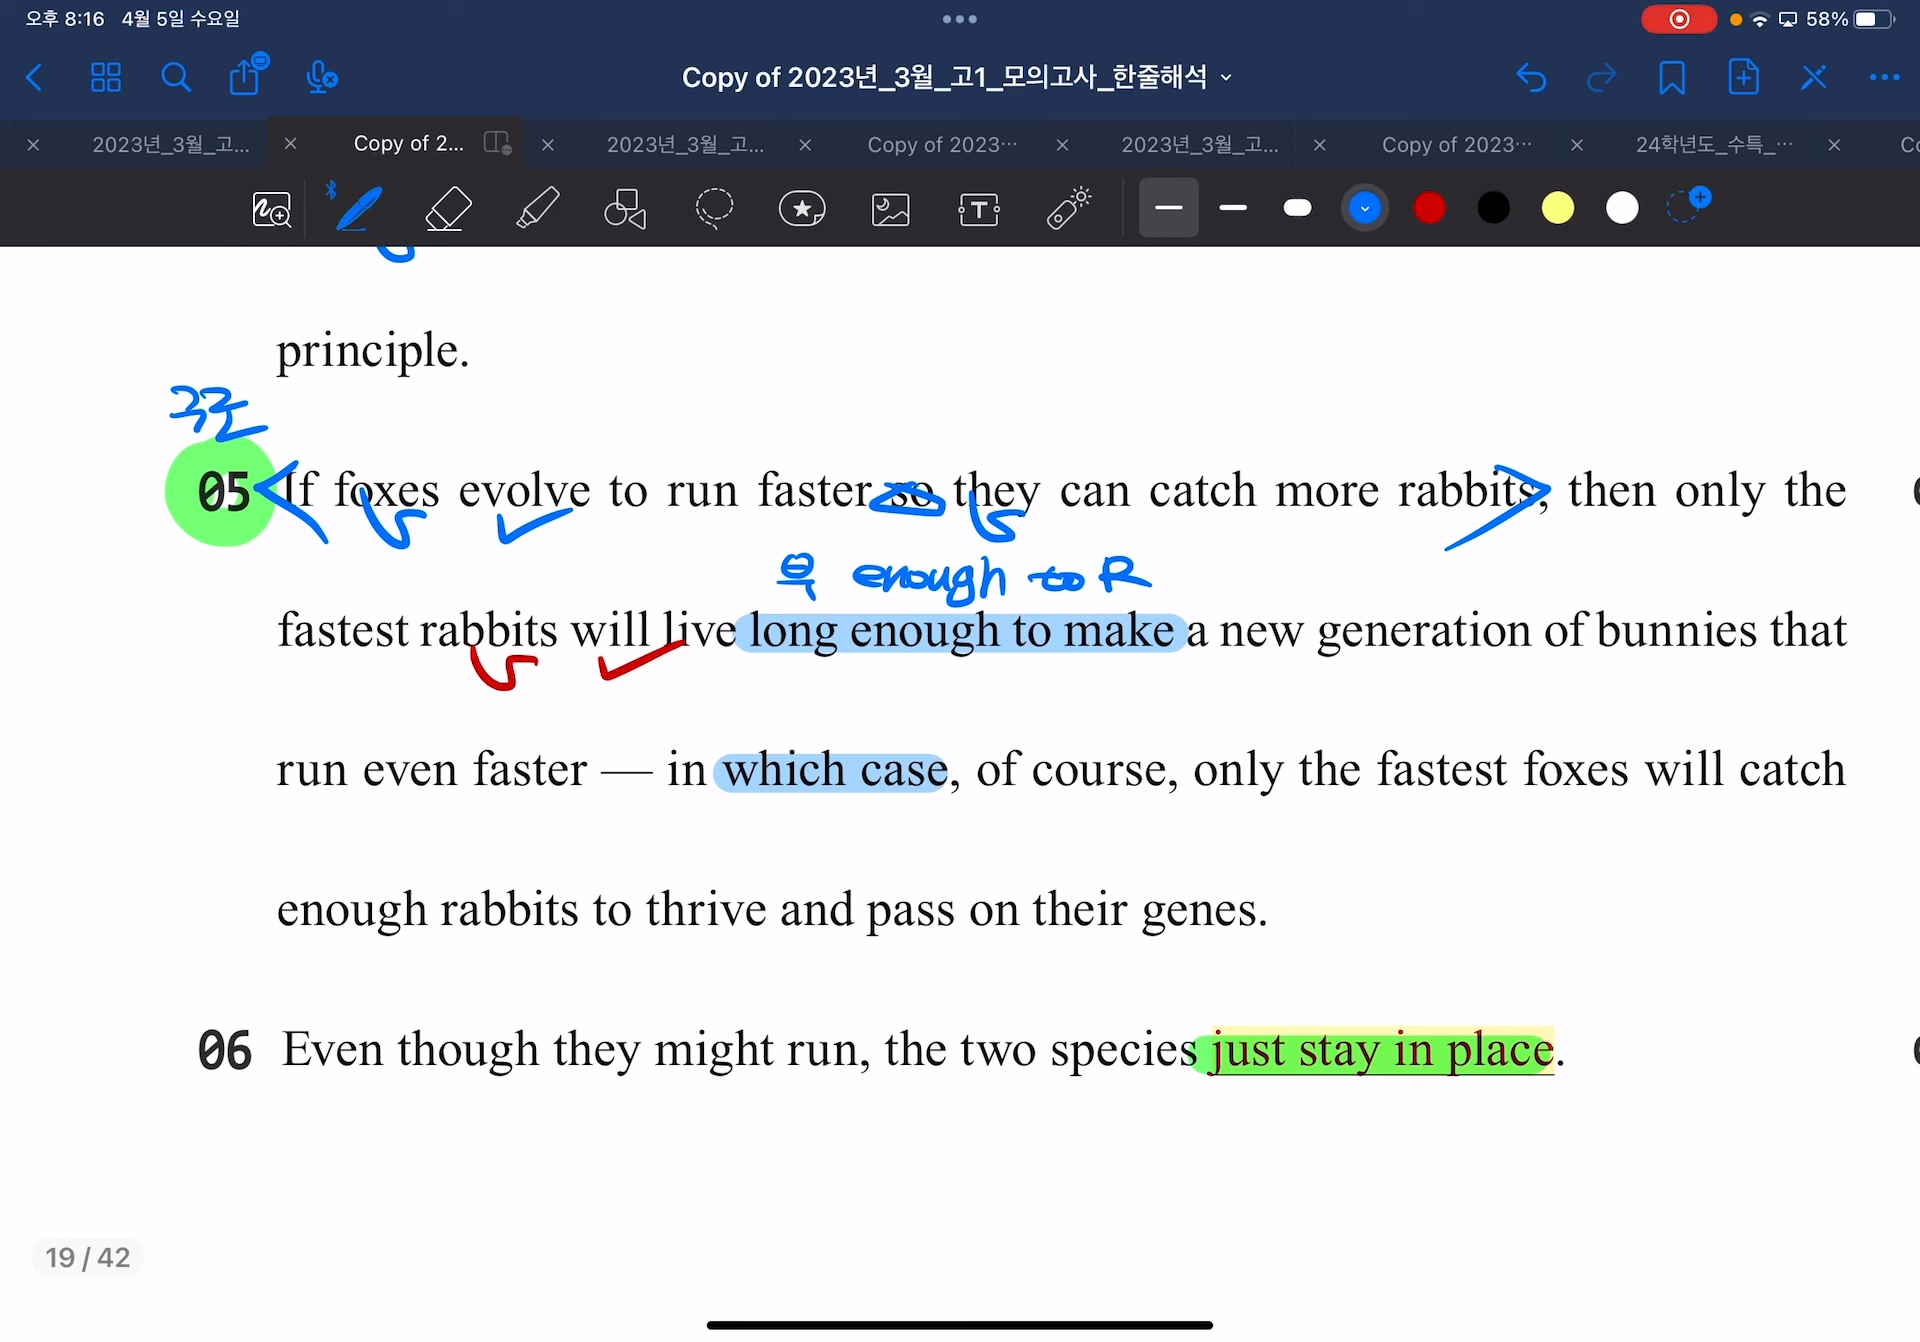 오후 8:16 4월 5일 수요일
58%
Copy of 2023년_3월_고1_모의고사_한줄해석
2023년_3월_고... Copy of 2... 2023년_3월_고... Copy of 2023... 2023년_3월_고... Copy of 2023... 24학년도_수특_...
principle.
구문
05 If foxes evolve to run faster so they can catch more rabbits, then only the
enough to R
fastest rabbits will live long enough to make a new generation of bunnies that
run even faster — in which case, of course, only the fastest foxes will catch
enough rabbits to thrive and pass on their genes.
06 Even though they might run, the two species just stay in place.
19 / 42